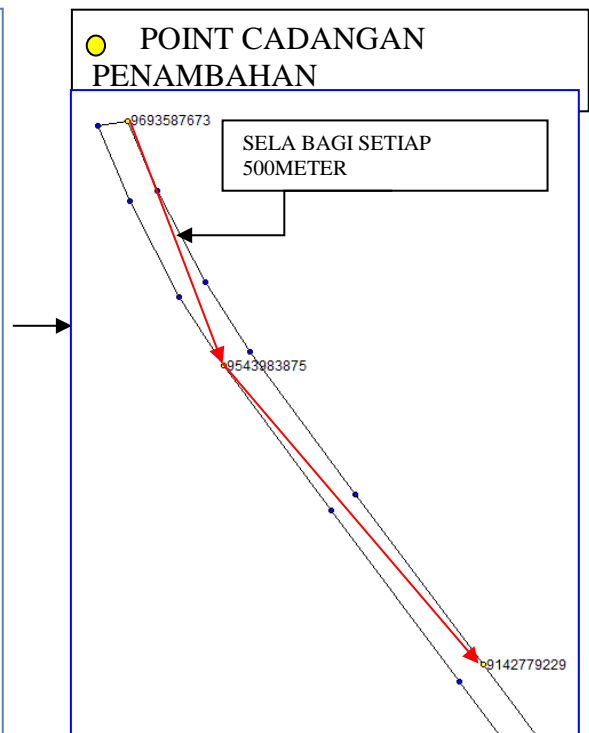 POINT CADANGAN
PENAMBAHAN
9693587673
SELA BAGI SETIAP
500METER
9543983875
9142779229